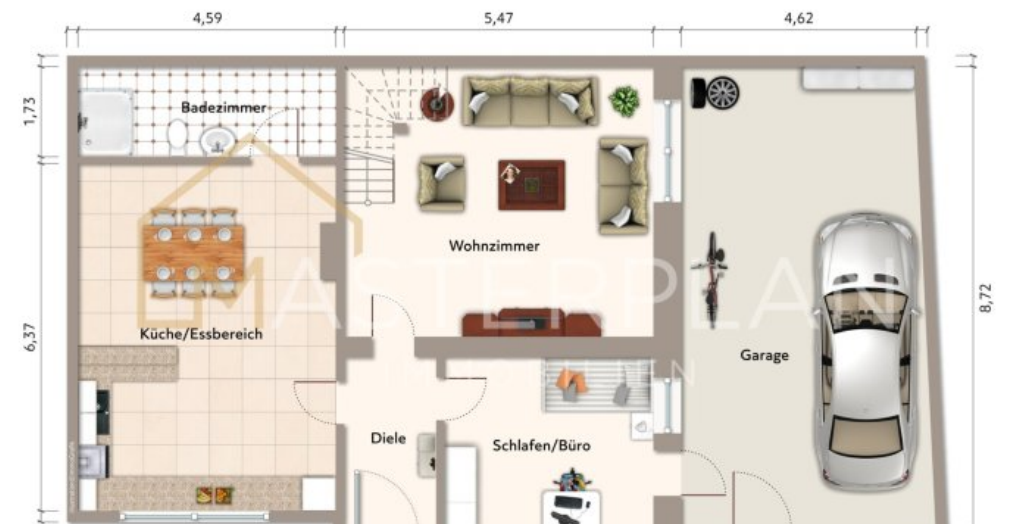 4,59 5,47 4,62
1,73
Badezimmer
Wohnzimmer
MASTERPLAN
8,72
6,37
Küche/Essbereich
Garage
Diele
Schlafen/Büro